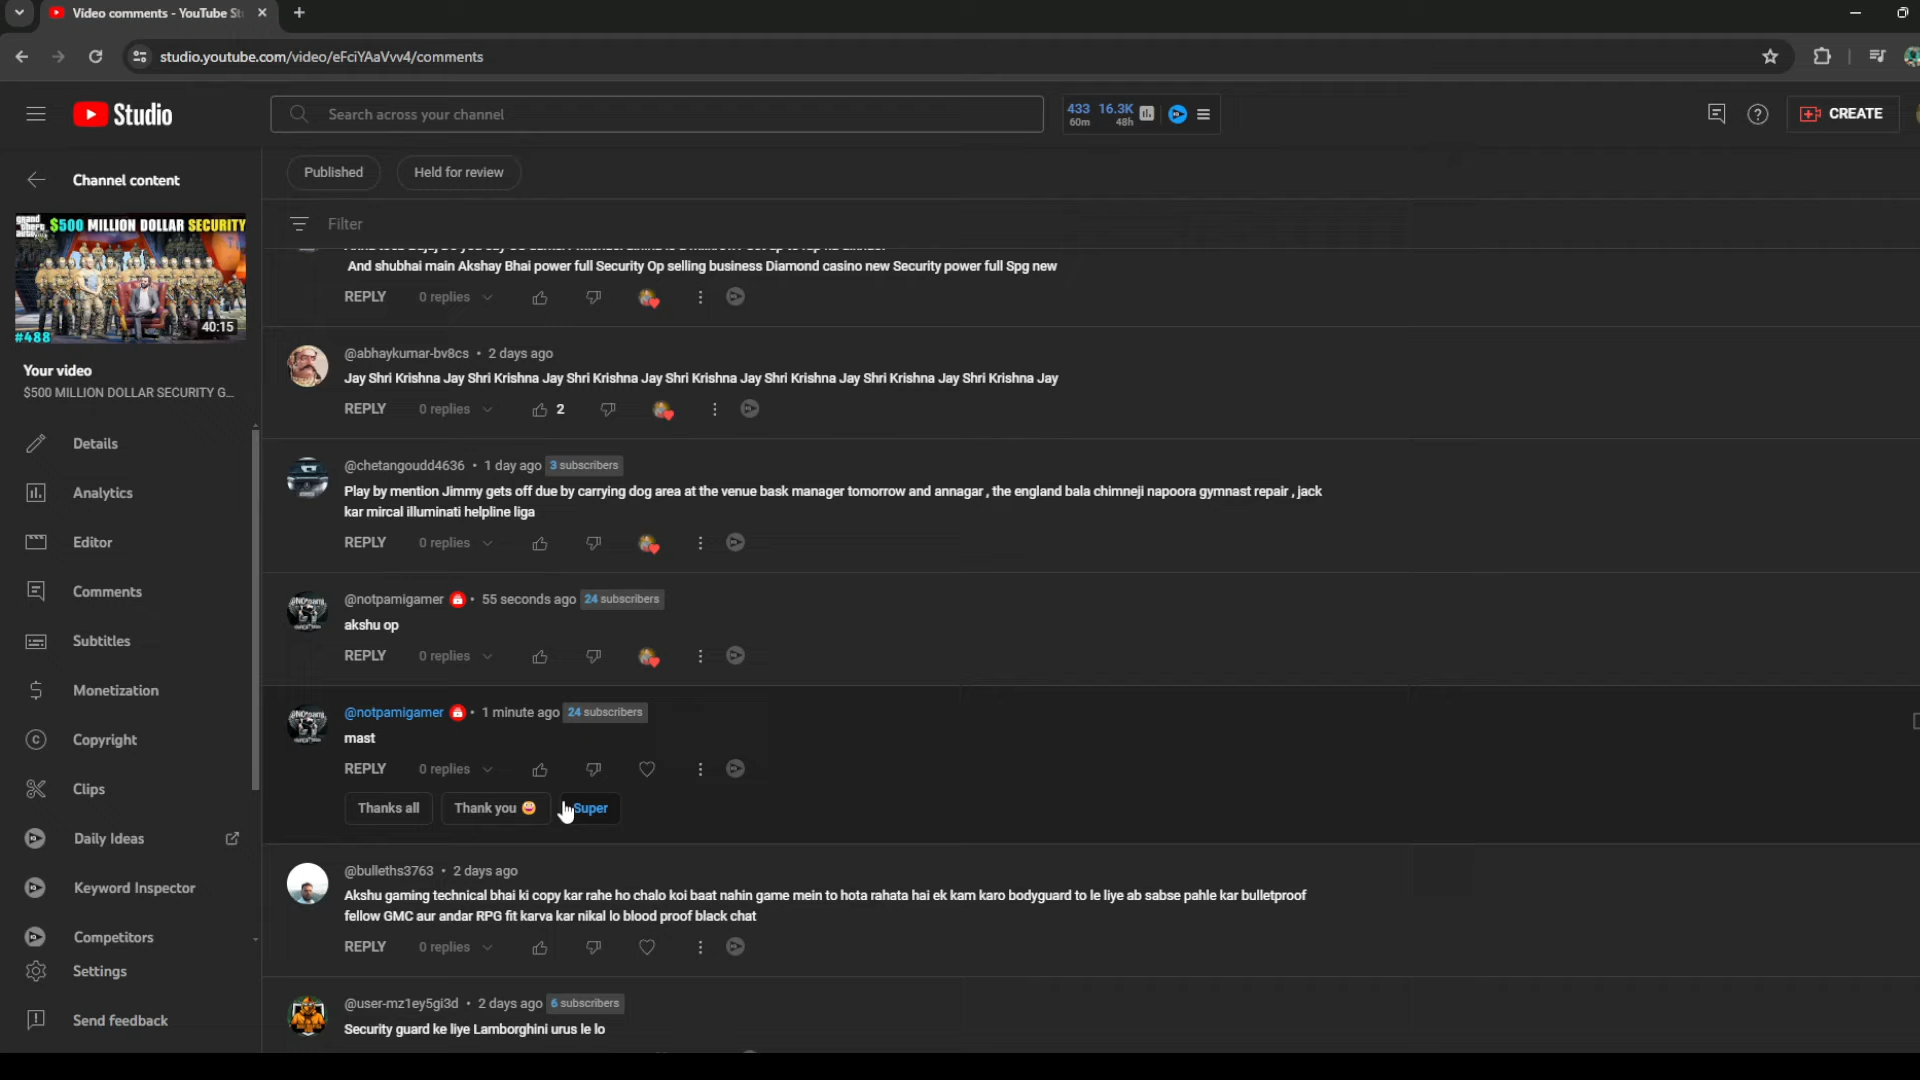 Video comments - YouTube St
studio.youtube.com/video/eFciYAaVvv4/comments
Studio
Search across your channel
433 16.3K
60m 48h
CREATE
Channel content
Published
Held for review
Filter
grand theft auto $500 MILLION DOLLAR SECURITY
40:15
#488
Your video
$500 MILLION DOLLAR SECURITY G...
Details
Analytics
Editor
Comments
Subtitles
Monetization
Copyright
Clips
Daily Ideas
Keyword Inspector
Competitors
Settings
Send feedback
And shubhai main Akshay Bhai power full Security Op selling business Diamond casino new Security power full Spg new
REPLY 0 replies
@abhaykumar-bv8cs • 2 days ago
Jay Shri Krishna Jay Shri Krishna Jay Shri Krishna Jay Shri Krishna Jay Shri Krishna Jay Shri Krishna Jay Shri Krishna Jay
REPLY 0 replies 2
@chetangoudd4636 • 1 day ago 3 subscribers
Play by mention Jimmy gets off due by carrying dog area at the venue bask manager tomorrow and annagar , the england bala chimneji napoora gymnast repair , jack
kar mircal illuminati helpline liga
REPLY 0 replies
@notpamigamer • 55 seconds ago 24 subscribers
akshu op
REPLY 0 replies
@notpamigamer • 1 minute ago 24 subscribers
mast
REPLY 0 replies
Thanks all
Thank you 😀
Super
@bulleths3763 • 2 days ago
Akshu gaming technical bhai ki copy kar rahe ho chalo koi baat nahin game mein to hota rahata hai ek kam karo bodyguard to le liye ab sabse pahle kar bulletproof
fellow GMC aur andar RPG fit karva kar nikal lo blood proof black chat
REPLY 0 replies
@user-mz1ey5gi3d • 2 days ago 6 subscribers
Security guard ke liye Lamborghini urus le lo